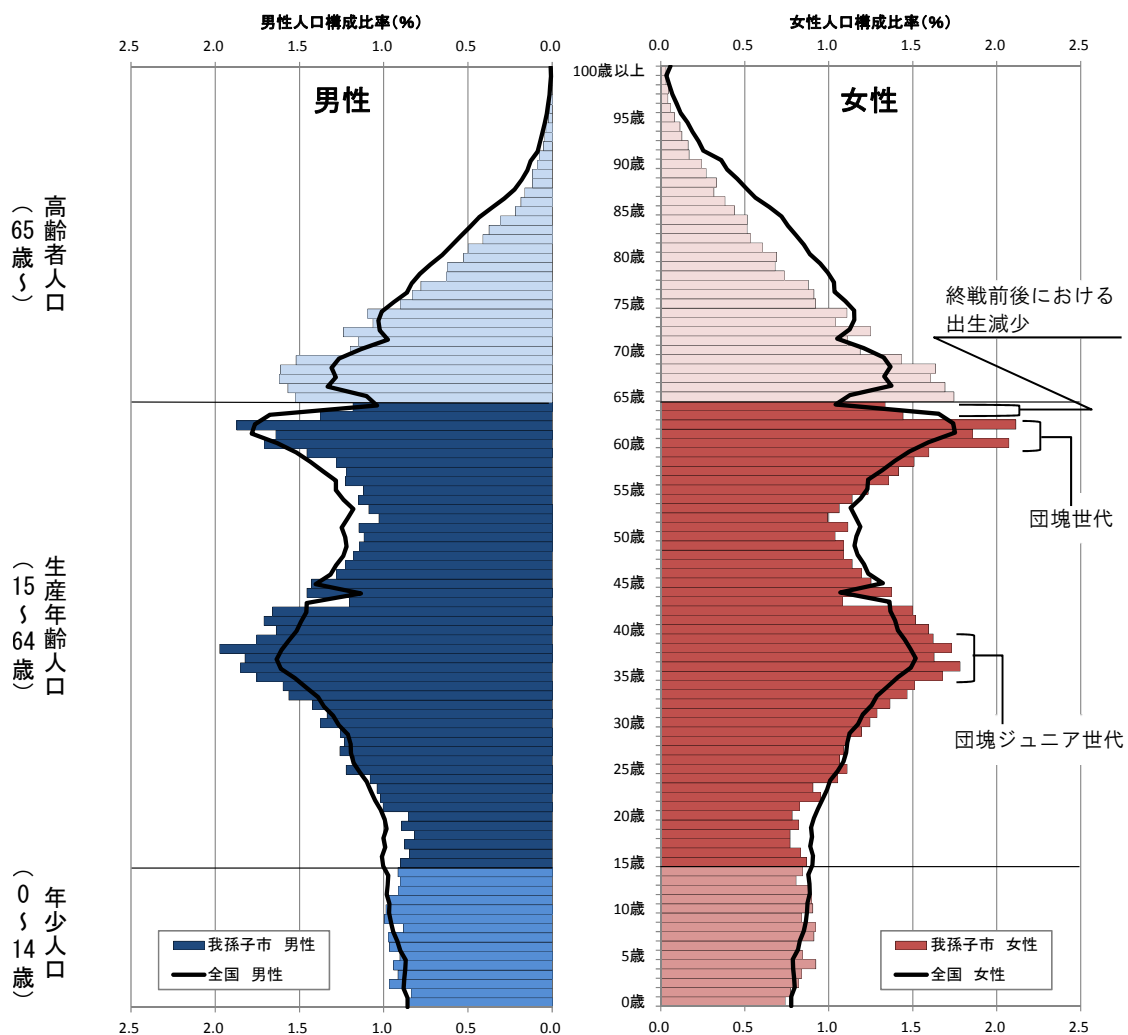 男性人口構成比率(%)
女性人口構成比率(%)
2.5 2.0 1.5 1.0 0.5 0.0
0.0 0.5 1.0 1.5 2.0 2.5
男性
女性
100歳以上
95歳
90歳
85歳
80歳
75歳
70歳
65歳
60歳
55歳
50歳
45歳
40歳
35歳
30歳
25歳
20歳
15歳
10歳
5歳
0歳
高齢者人口
(65歳~)
生産年齢人口
(15~64歳)
年少人口
(0~14歳)
終戦前後における
出生減少
団塊世代
団塊ジュニア世代
我孫子市 男性
全国 男性
我孫子市 女性
全国 女性
2.5 2.0 1.5 1.0 0.5 0.0
0.0 0.5 1.0 1.5 2.0 2.5